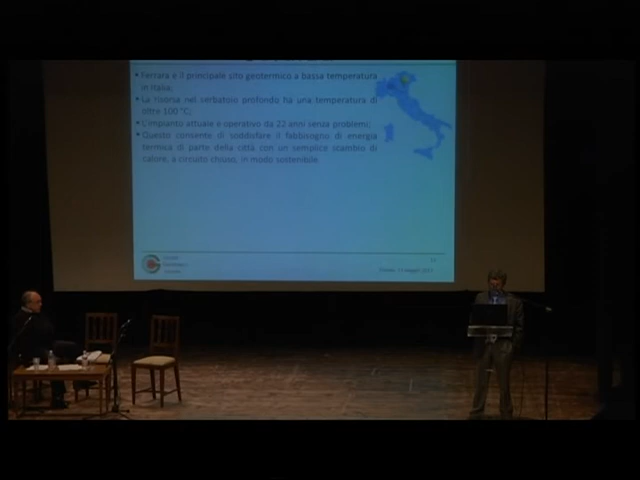 • Ferrara è il principale sito geotermico a bassa temperatura
in Italia;
• La risorsa nel serbatoio profondo ha una temperatura di
oltre 100 °C;
• L'impianto attuale è operativo da 22 anni senza problemi;
• Questo consente di soddisfare il fabbisogno di energia
termica di parte della città con un semplice scambio di
calore, a circuito chiuso, in modo sostenibile.